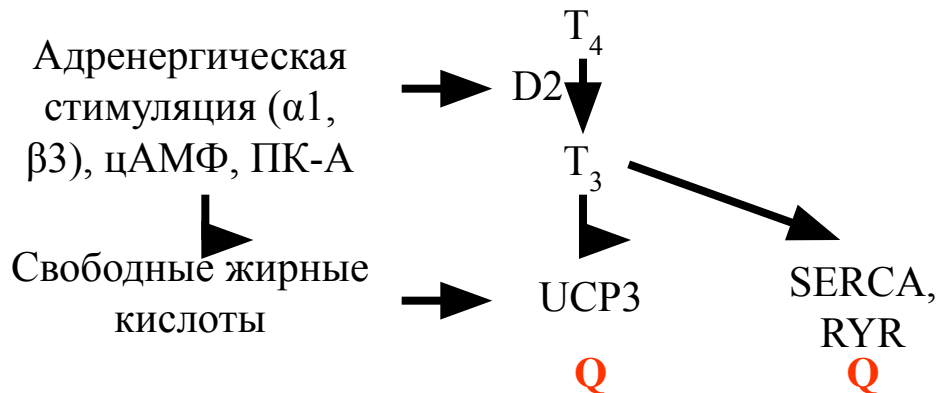 Адренергическая
стимуляция (α1,
β3), цАМФ, ПК-А
T4
D2
T3
Свободные жирные
кислоты
UCP3
Q
SERCA,
RYR
Q